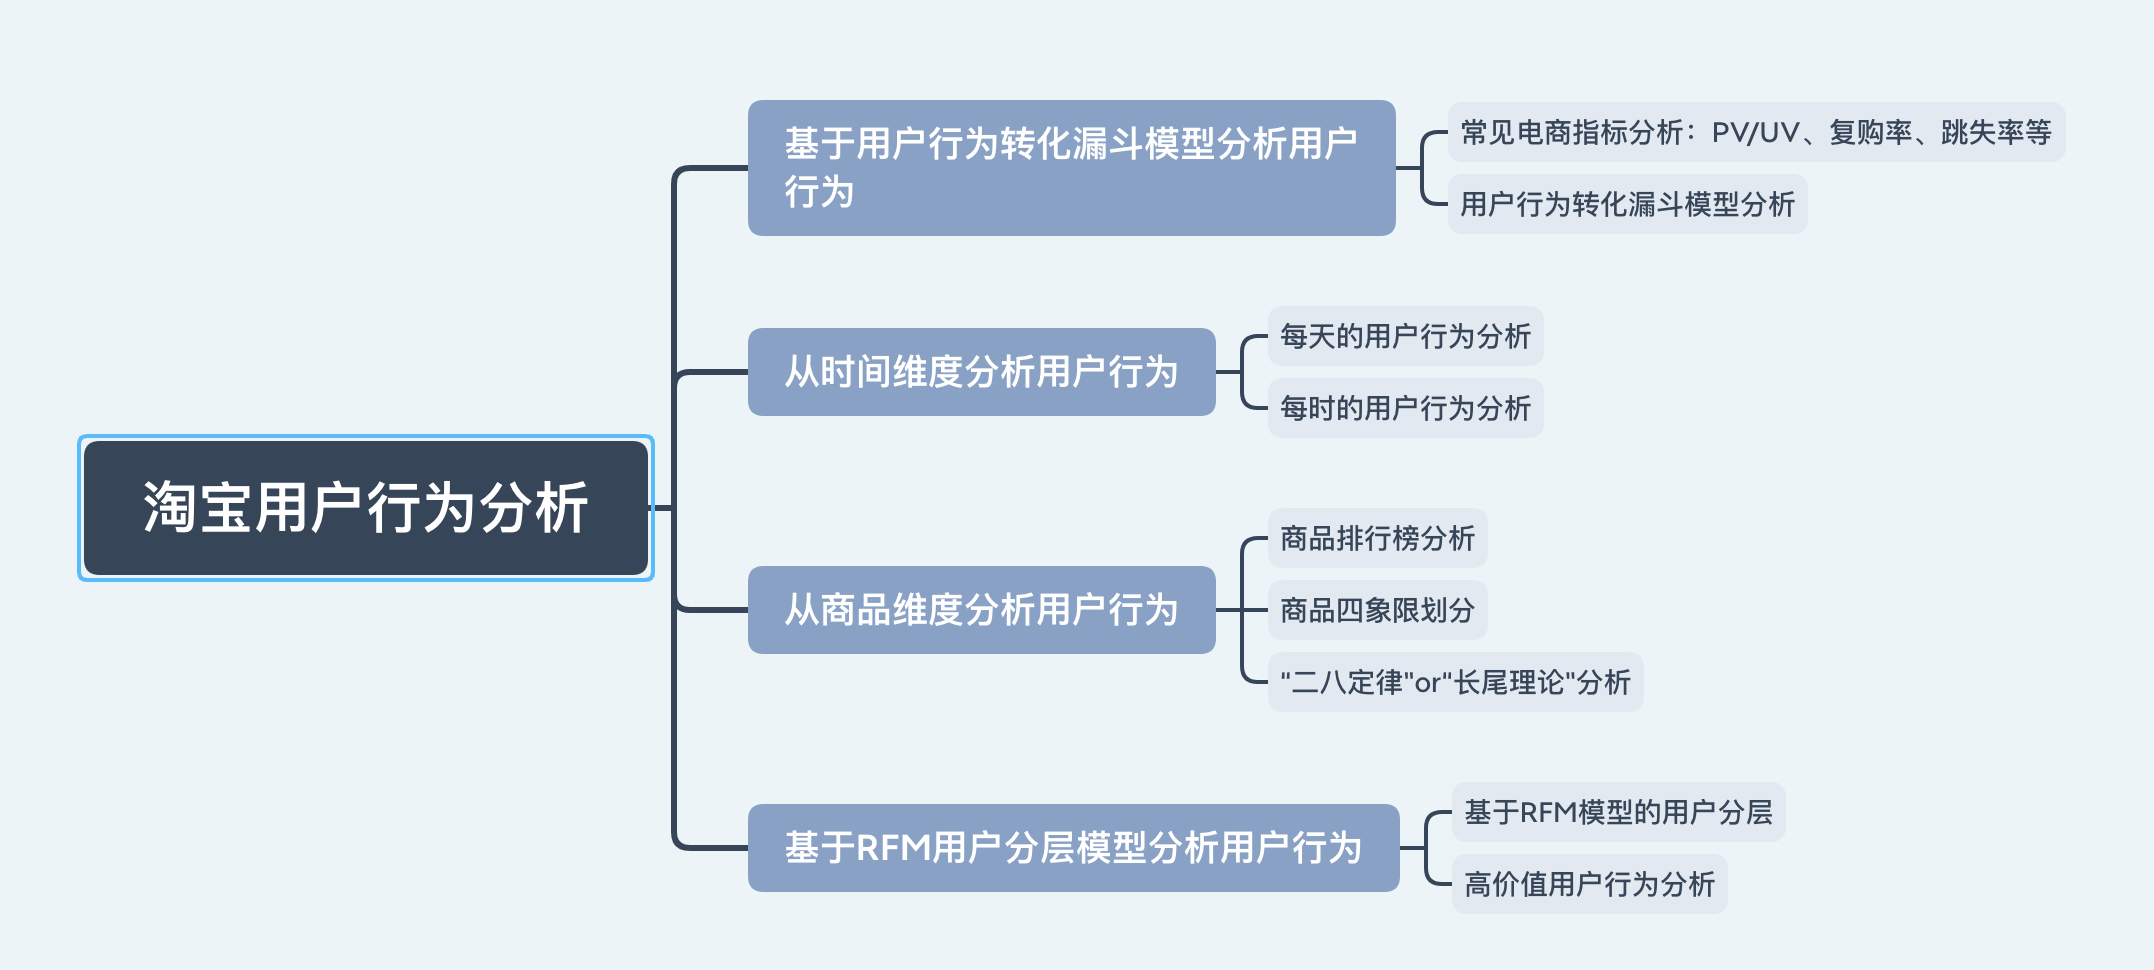 淘宝用户行为分析
基于用户行为转化漏斗模型分析用户
行为
常见电商指标分析：PV/UV、复购率、跳失率等
用户行为转化漏斗模型分析
从时间维度分析用户行为
每天的用户行为分析
每时的用户行为分析
从商品维度分析用户行为
商品排行榜分析
商品四象限划分
“二八定律"or“长尾理论"分析
基于RFM用户分层模型分析用户行为
基于RFM模型的用户分层
高价值用户行为分析